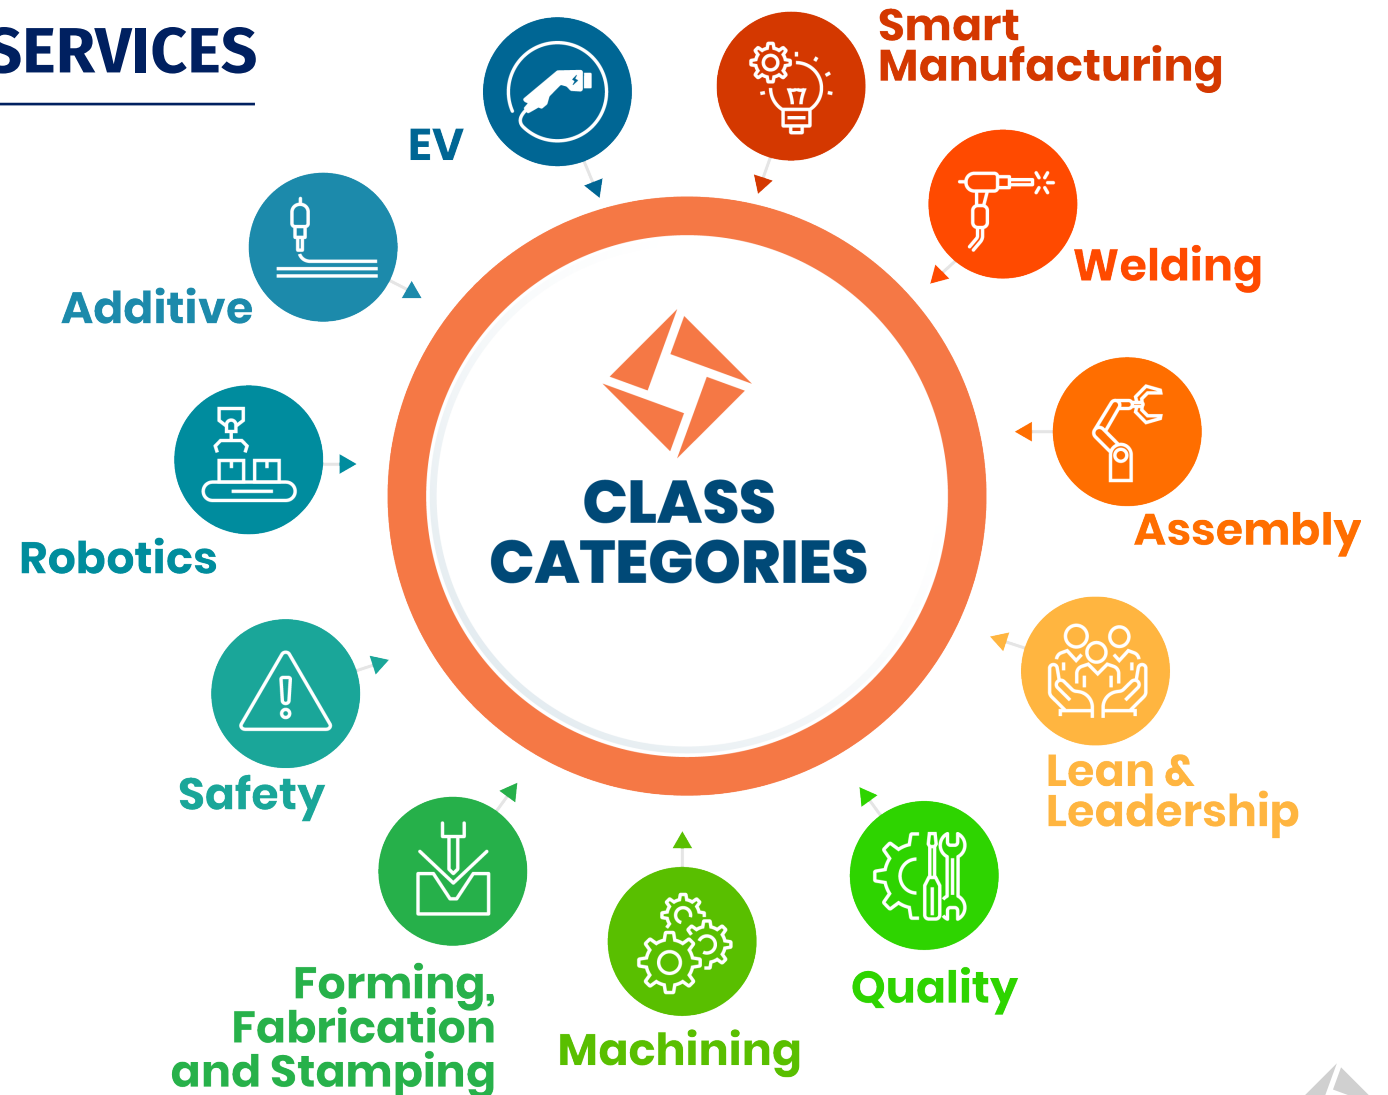 SERVICES
Smart
Manufacturing
EV
Welding
Additive
CLASS
CATEGORIES
Assembly
Robotics
Lean &
Leadership
Safety
Quality
Forming,
Fabrication
and Stamping
Machining